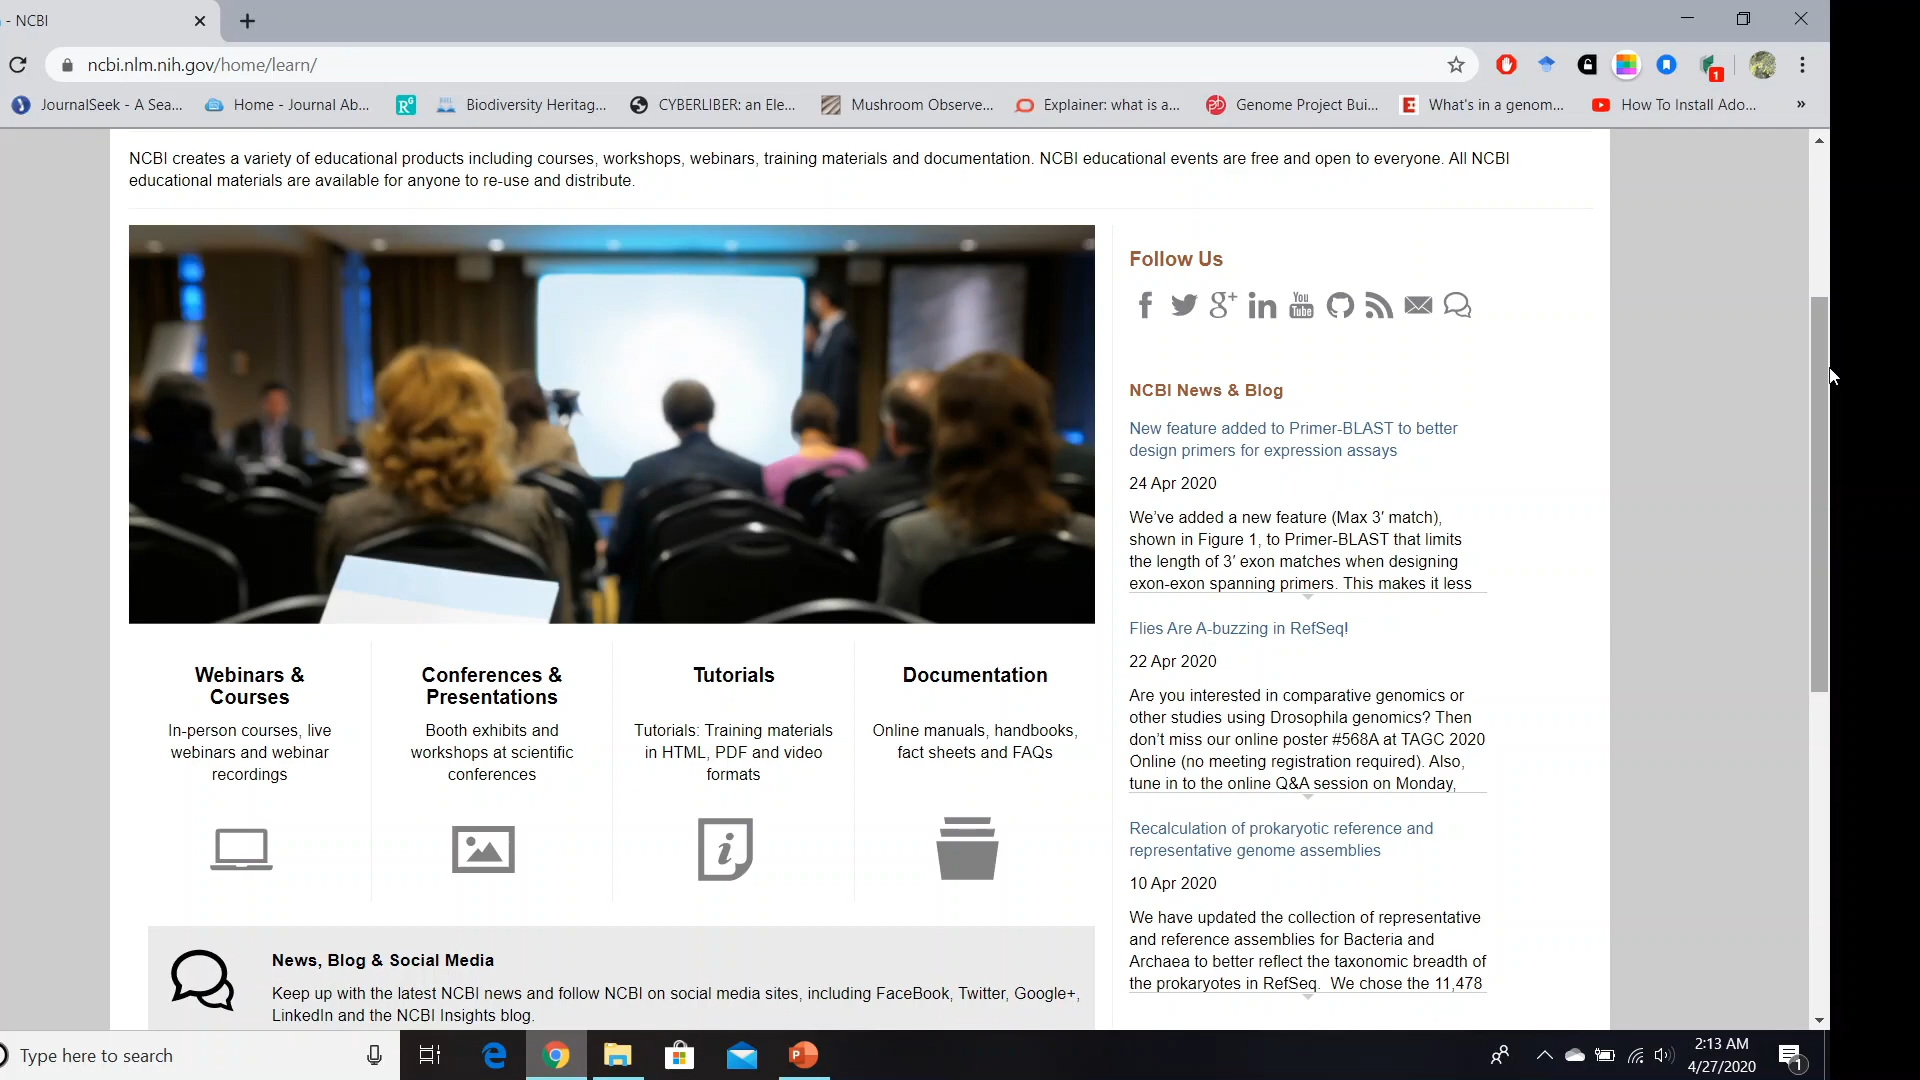 - NCBI
ncbi.nlm.nih.gov/home/learn/
JournalSeek - A Sea...
Home - Journal Ab...
Biodiversity Heritag...
CYBERLIBER: an Ele...
Mushroom Observe...
Explainer: what is a...
Genome Project Bui...
What's in a genom...
How To Install Ado...
»
NCBI creates a variety of educational products including courses, workshops, webinars, training materials and documentation. NCBI educational events are free and open to everyone. All NCBI
educational materials are available for anyone to re-use and distribute.
Follow Us
NCBI News & Blog
New feature added to Primer-BLAST to better
design primers for expression assays
24 Apr 2020
We've added a new feature (Max 3′ match),
shown in Figure 1, to Primer-BLAST that limits
the length of 3′ exon matches when designing
exon-exon spanning primers. This makes it less
Flies Are A-buzzing in RefSeq!
22 Apr 2020
Are you interested in comparative genomics or
other studies using Drosophila genomics? Then
don't miss our online poster #568A at TAGC 2020
Online (no meeting registration required). Also,
tune in to the online Q&A session on Monday,
Recalculation of prokaryotic reference and
representative genome assemblies
10 Apr 2020
We have updated the collection of representative
and reference assemblies for Bacteria and
Archaea to better reflect the taxonomic breadth of
the prokaryotes in RefSeq. We chose the 11,478
Webinars &
Courses
In-person courses, live
webinars and webinar
recordings
Conferences &
Presentations
Booth exhibits and
workshops at scientific
conferences
Tutorials
Tutorials: Training materials
in HTML, PDF and video
formats
Documentation
Online manuals, handbooks,
fact sheets and FAQs
News, Blog & Social Media
Keep up with the latest NCBI news and follow NCBI on social media sites, including FaceBook, Twitter, Google+,
LinkedIn and the NCBI Insights blog.
Type here to search
2:13 AM
4/27/2020
1